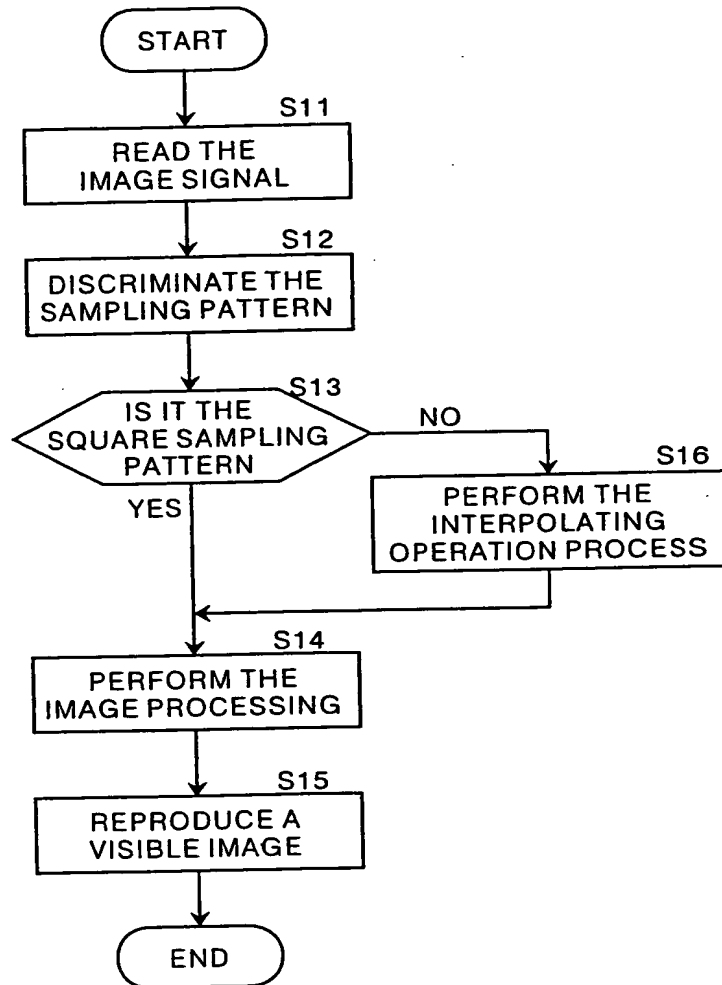 START
S11
READ THE
IMAGE SIGNAL
S12
DISCRIMINATE THE
SAMPLING PATTERN
S13
IS IT THE
SQUARE SAMPLING
PATTERN
NO
YES
S16
PERFORM THE
INTERPOLATING
OPERATION PROCESS
S14
PERFORM THE
IMAGE PROCESSING
S15
REPRODUCE A
VISIBLE IMAGE
END